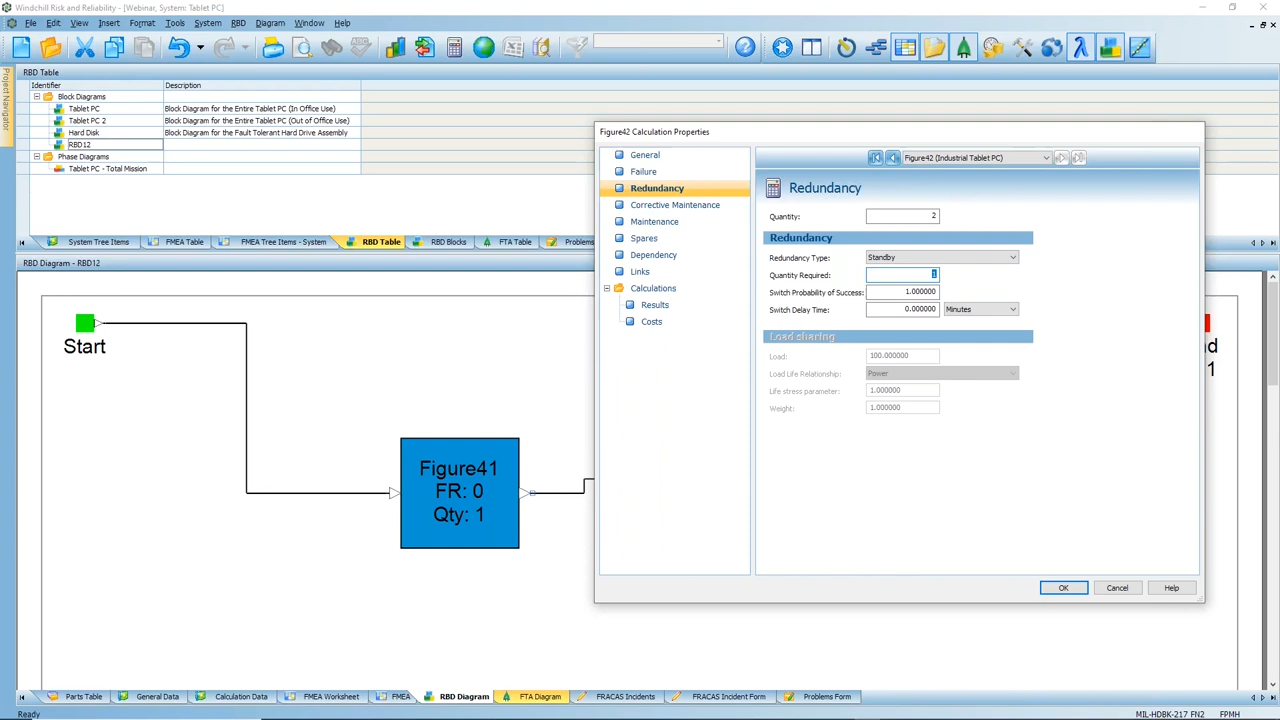 Windchill Risk and Reliability - [Webinar, System: Tablet PC]
File Edit View Insert Format Tools System RBD Diagram Window Help
Project Navigator
RBD Table
Identifier Description
Block Diagrams
Tablet PC Block Diagram for the Entire Tablet PC (In Office Use)
Tablet PC 2 Block Diagram for the Entire Tablet PC (Out of Office Use)
Hard Disk Block Diagram for the Fault Tolerant Hard Drive Assembly
RBD12
Phase Diagrams
Tablet PC - Total Mission
System Tree Items FMEA Table FMEA Tree Items - System RBD Table RBD Blocks FTA Table Problems
RBD Diagram - RBD12
Start
Figure41
FR: 0
Qty: 1
nd
1
Figure42 Calculation Properties
General
Failure
Redundancy
Corrective Maintenance
Maintenance
Spares
Dependency
Links
Calculations
Results
Costs
Figure42 (Industrial Tablet PC)
Redundancy
Quantity: 2
Redundancy
Redundancy Type: Standby
Quantity Required: 1
Switch Probability of Success: 1.000000
Switch Delay Time: 0.000000 Minutes
Load sharing
Load: 100.000000
Load Life Relationship: Power
Life stress parameter: 1.000000
Weight: 1.000000
OK Cancel Help
Parts Table General Data Calculation Data FMEA Worksheet FMEA RBD Diagram FTA Diagram FRACAS Incidents FRACAS Incident Form Problems Form
Ready MIL-HDBK-217 FN2 FPMH